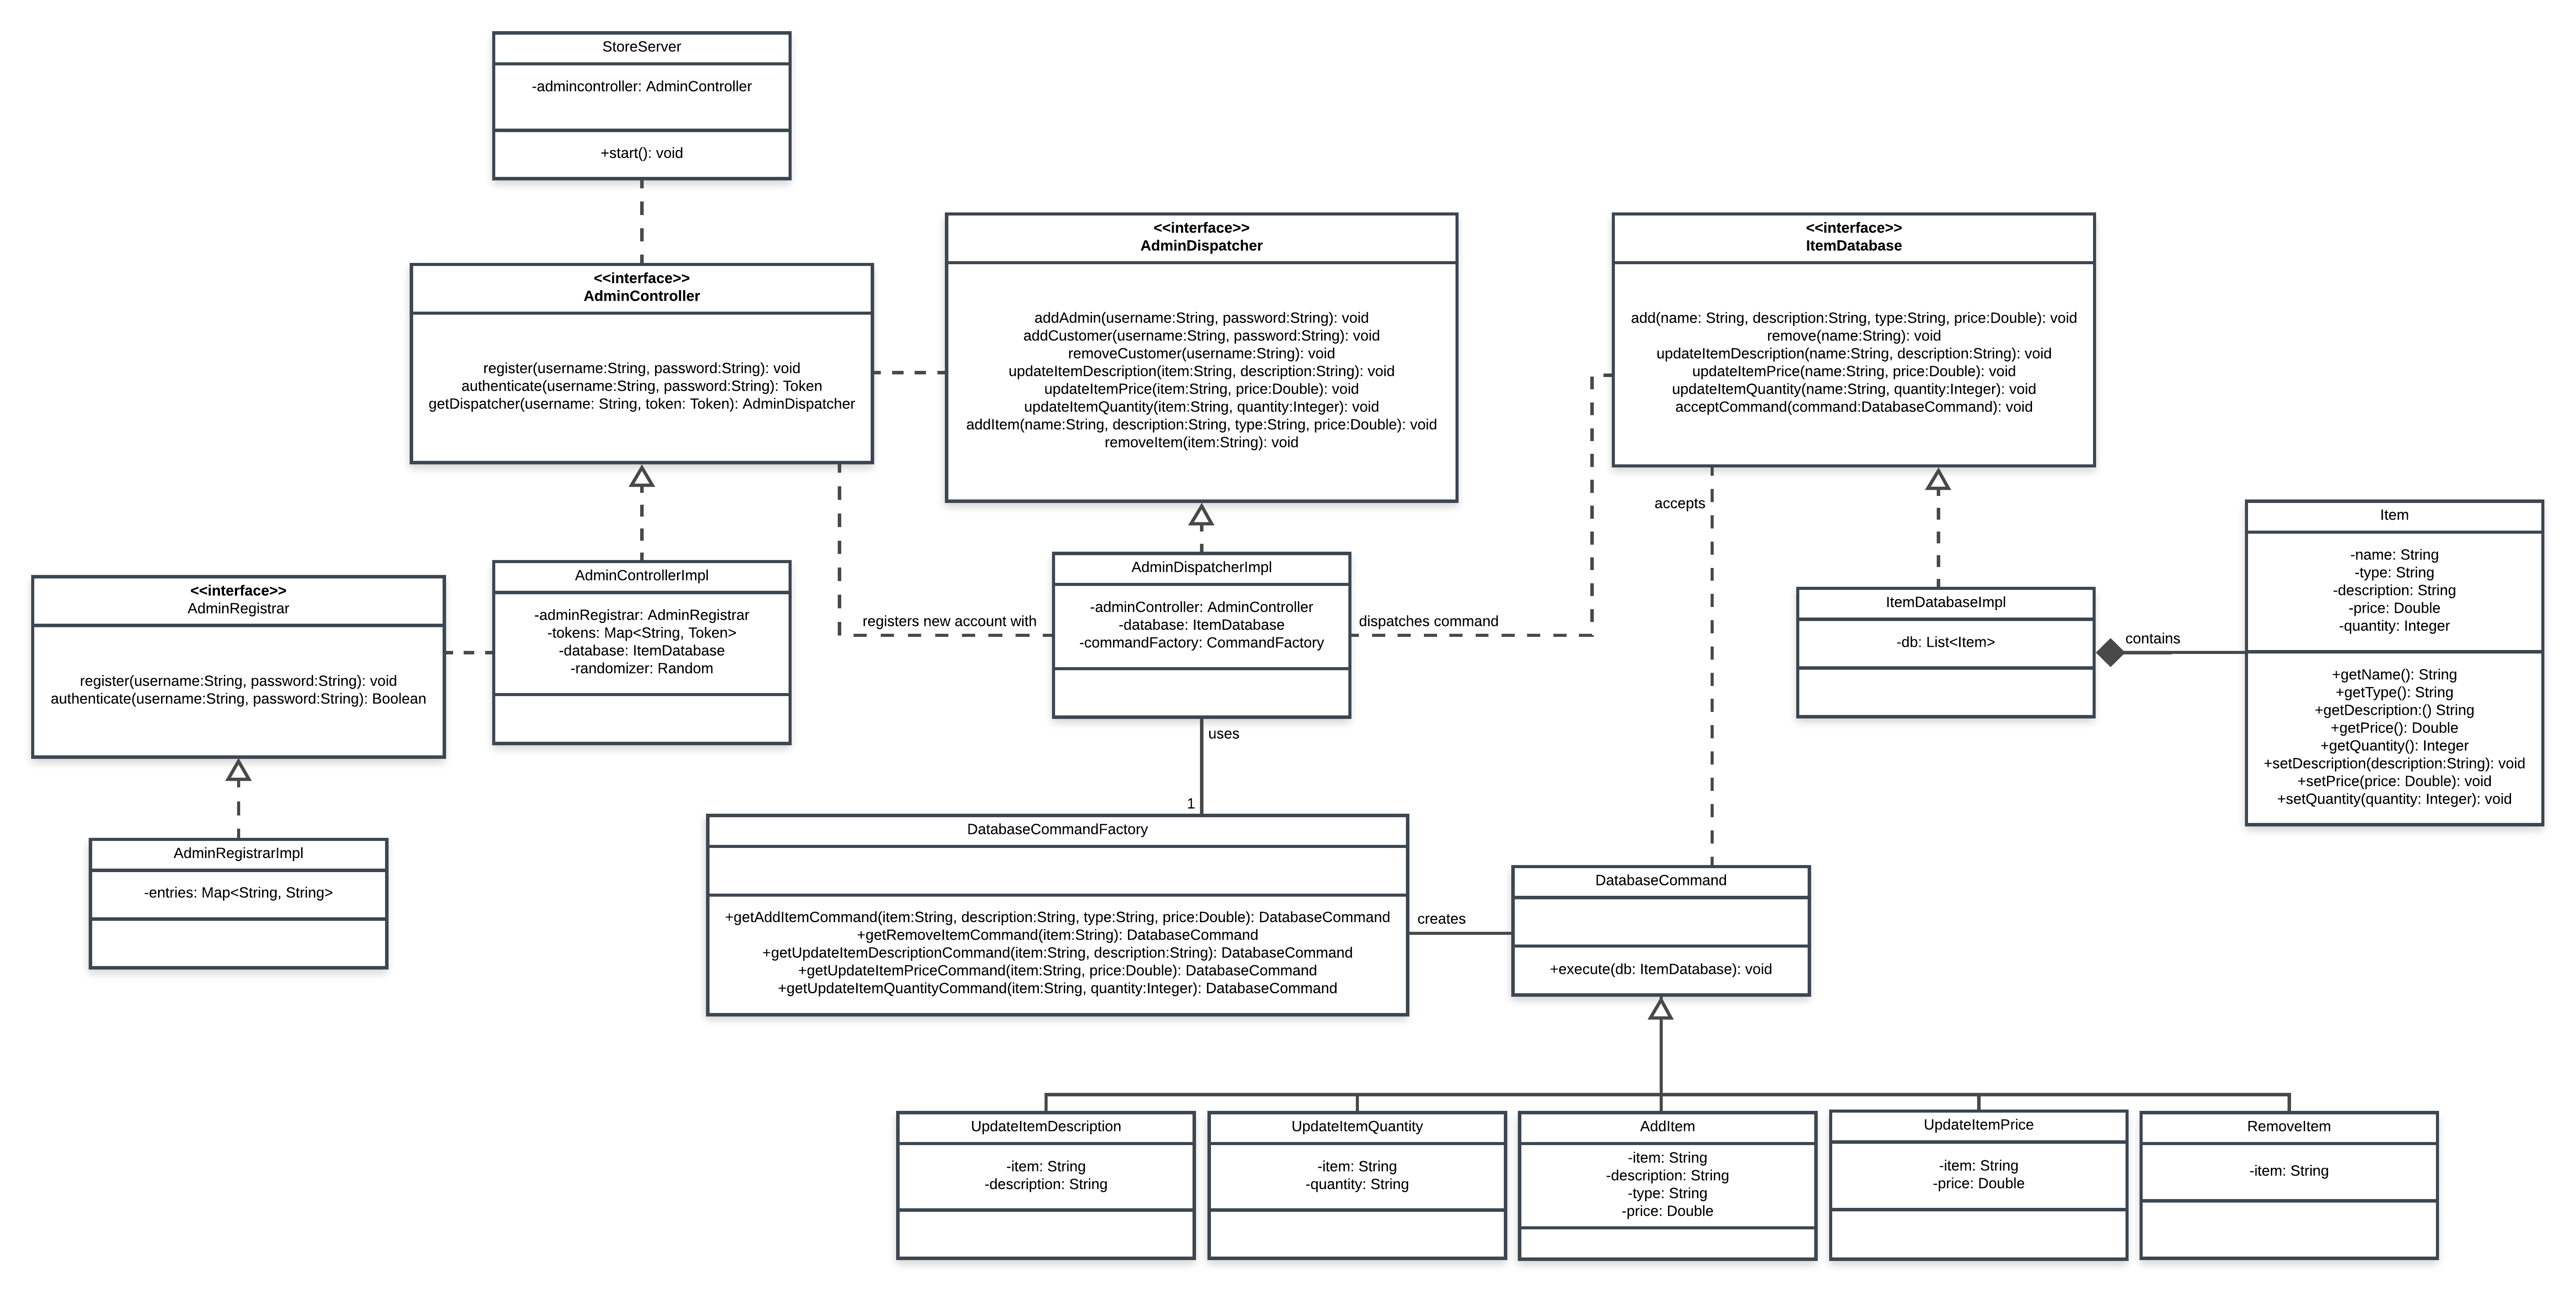 StoreServer
-admincontroller: AdminController
+start(): void
<<interface>>
AdminController
register(username:String, password:String): void
authenticate(username:String, password:String): Token
getDispatcher(username: String, token: Token): AdminDispatcher
<<interface>>
AdminDispatcher
addAdmin(username:String, password:String): void
addCustomer(username:String, password:String): void
removeCustomer(username:String): void
updateItemDescription(item:String, description:String): void
updateItemPrice(item:String, price:Double): void
updateItemQuantity(item:String, quantity:Integer): void
addItem(name:String, description:String, type:String, price:Double): void
removeItem(item:String): void
<<interface>>
ItemDatabase
add(name: String, description:String, type:String, price:Double): void
remove(name:String): void
updateItemDescription(name:String, description:String): void
updateItemPrice(name:String, price:Double): void
updateItemQuantity(name:String, quantity:Integer): void
acceptCommand(command:DatabaseCommand): void
accepts
<<interface>>
AdminRegistrar
register(username:String, password:String): void
authenticate(username:String, password:String): Boolean
AdminControllerImpl
-adminRegistrar: AdminRegistrar
-tokens: Map<String, Token>
-database: ItemDatabase
-randomizer: Random
registers new account with
AdminDispatcherImpl
-adminController: AdminController
-database: ItemDatabase
-commandFactory: CommandFactory
dispatches command
ItemDatabaseImpl
-db: List<Item>
contains
Item
-name: String
-type: String
-description: String
-price: Double
-quantity: Integer
+getName(): String
+getType(): String
+getDescription:() String
+getPrice(): Double
+getQuantity(): Integer
+setDescription(description:String): void
+setPrice(price: Double): void
+setQuantity(quantity: Integer): void
uses
1
AdminRegistrarImpl
-entries: Map<String, String>
DatabaseCommandFactory
+getAddItemCommand(item:String, description:String, type:String, price:Double): DatabaseCommand
+getRemoveItemCommand(item:String): DatabaseCommand
+getUpdateItemDescriptionCommand(item:String, description:String): DatabaseCommand
+getUpdateItemPriceCommand(item:String, price:Double): DatabaseCommand
+getUpdateItemQuantityCommand(item:String, quantity:Integer): DatabaseCommand
creates
DatabaseCommand
+execute(db: ItemDatabase): void
UpdateItemDescription
-item: String
-description: String
UpdateItemQuantity
-item: String
-quantity: String
AddItem
-item: String
-description: String
-type: String
-price: Double
UpdateItemPrice
-item: String
-price: Double
RemoveItem
-item: String